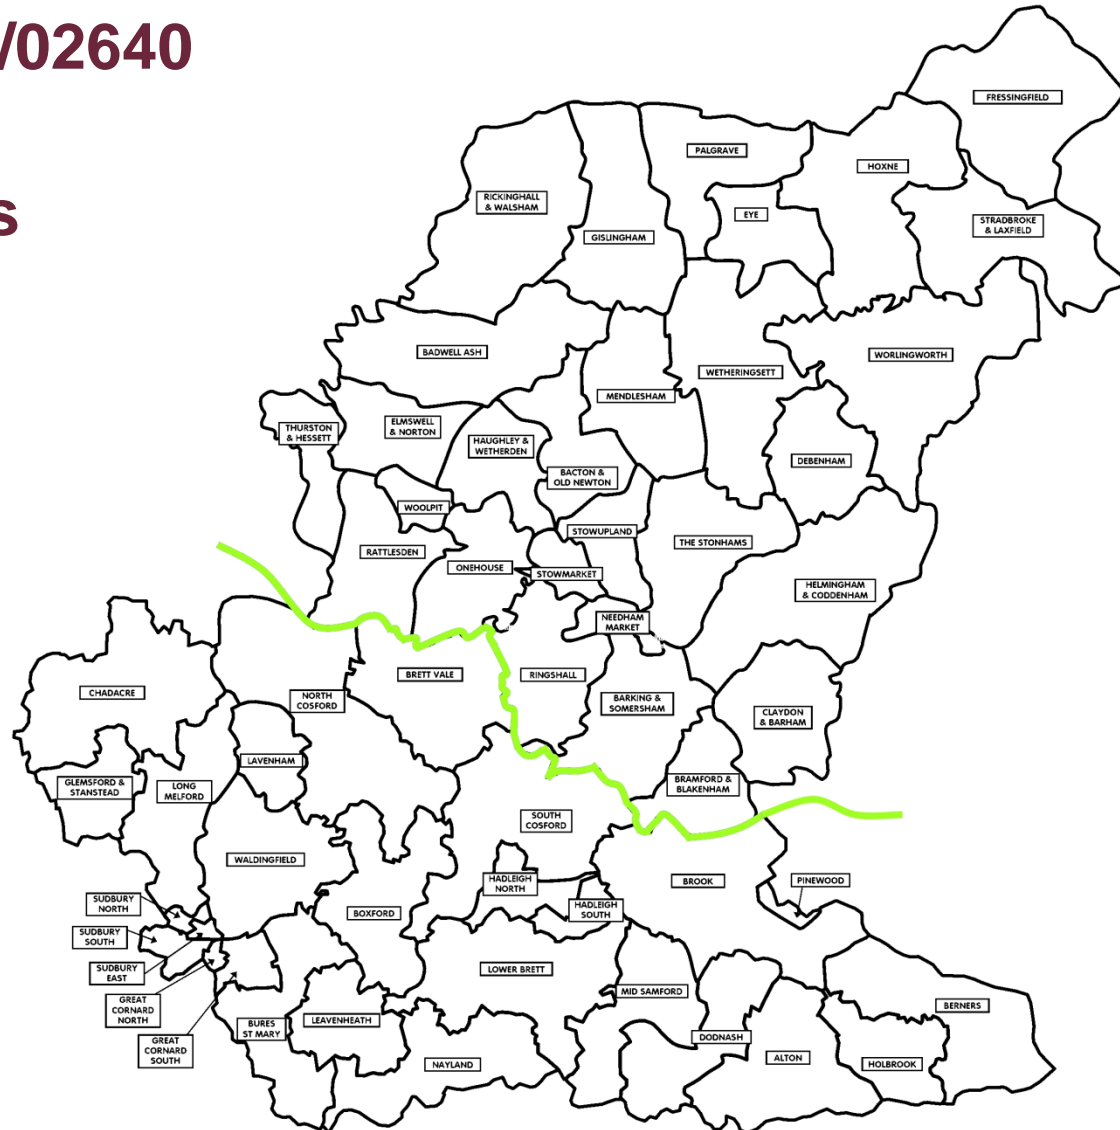 /02640
s
FRESSINGFIELD
PALGRAVE
HOXNE
RICKINGHALL
& WALSHAM
EYE
STRADBROKE
& LAXFIELD
GISLINGHAM
BADWELL ASH
WORLINGWORTH
WETHERINGSETT
MENDLESHAM
THURSTON
& HESSETT
ELMSWELL
& NORTON
HAUGHLEY &
WETHERDEN
DEBENHAM
BACTON &
OLD NEWTON
WOOLPIT
STOWUPLAND
THE STONHAMS
RATTLESDEN
ONEHOUSE
STOWMARKET
HELMINGHAM
& CODDENHAM
NEEDHAM
MARKET
BRETT VALE
RINGSHALL
CHADACRE
NORTH
COSFORD
BARKING &
SOMERSHAM
CLAYDON
& BARHAM
LAVENHAM
GLEMSFORD &
STANSTEAD
LONG
MELFORD
BRAMFORD &
BLAKENHAM
SOUTH
COSFORD
WALDINGFIELD
HADLEIGH
NORTH
BROOK
PINEWOOD
SUDBURY
NORTH
BOXFORD
HADLEIGH
SOUTH
SUDBURY
SOUTH
SUDBURY
EAST
LOWER BRETT
MID SAMFORD
BERNERS
GREAT
CORNARD
NORTH
BURES
ST MARY
LEAVENHEATH
DODNASH
GREAT
CORNARD
SOUTH
NAYLAND
ALTON
HOLBROOK